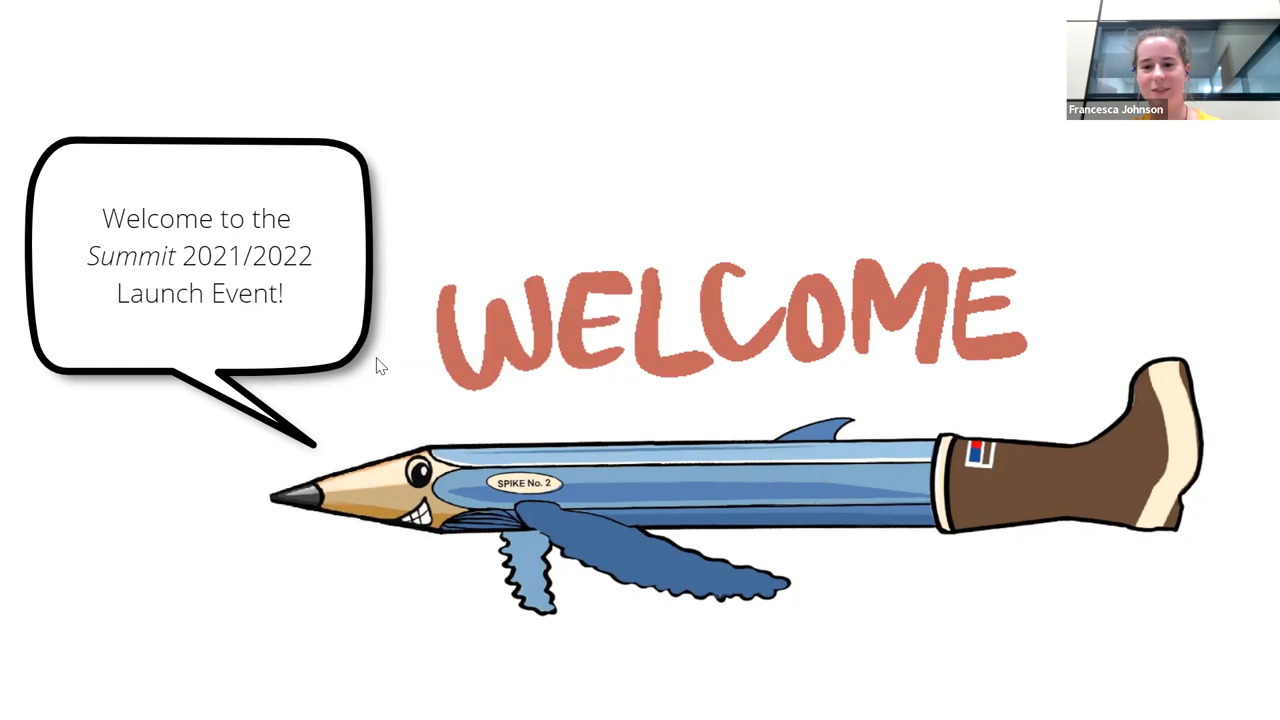 Francesca Johnson
Welcome to the
Summit 2021/2022
Launch Event!
WELCOME
SPIKE No. 2